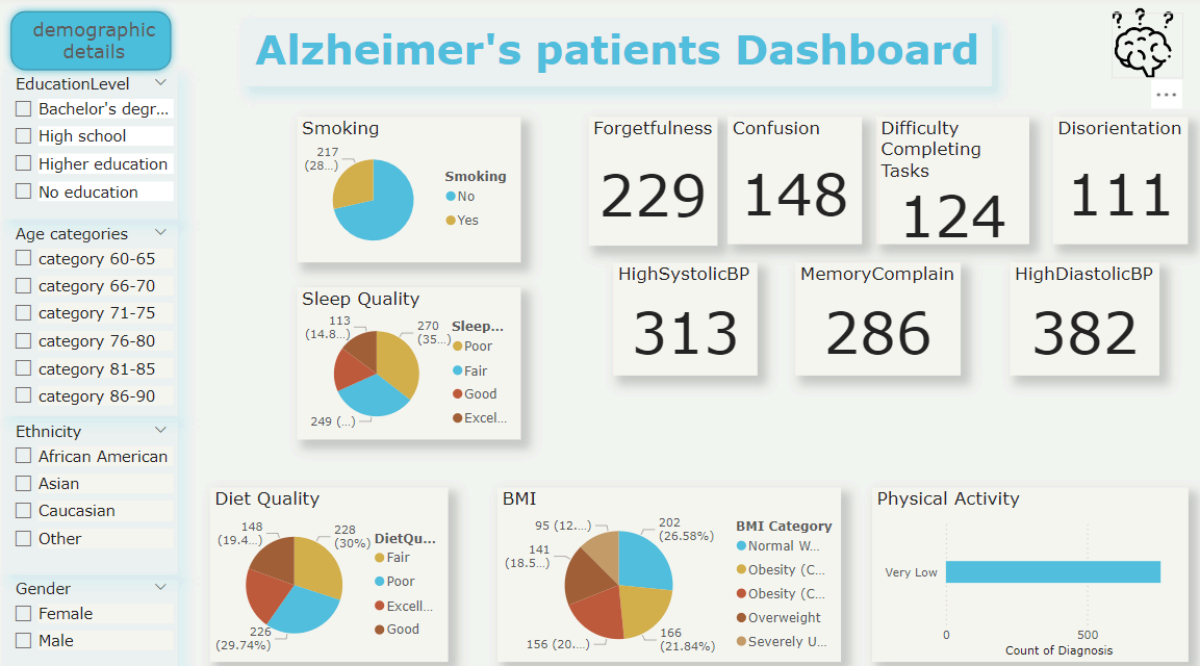 demographic
details
Alzheimer's patients Dashboard
? ? ?
EducationLevel
Bachelor's degr...
High school
Higher education
No education
Age categories
category 60-65
category 66-70
category 71-75
category 76-80
category 81-85
category 86-90
Ethnicity
African American
Asian
Caucasian
Other
Gender
Female
Male
Smoking
217
(28...)
Smoking
No
Yes
Forgetfulness
229
Confusion
148
Difficulty
Completing
Tasks
124
Disorientation
111
Sleep Quality
113
(14.8...)
270
(35...)
249 (...)
Sleep...
Poor
Fair
Good
Excel...
HighSystolicBP
313
MemoryComplain
286
HighDiastolicBP
382
Diet Quality
148
(19.4...)
228
(30%)
226
(29.74%)
DietQu...
Fair
Poor
Excell...
Good
BMI
95 (12....)
202
(26.58%)
141
(18.5...)
156 (20....)
166
(21.84%)
BMI Category
Normal W...
Obesity (C...
Obesity (C...
Overweight
Severely U...
Physical Activity
Very Low
0
500
Count of Diagnosis